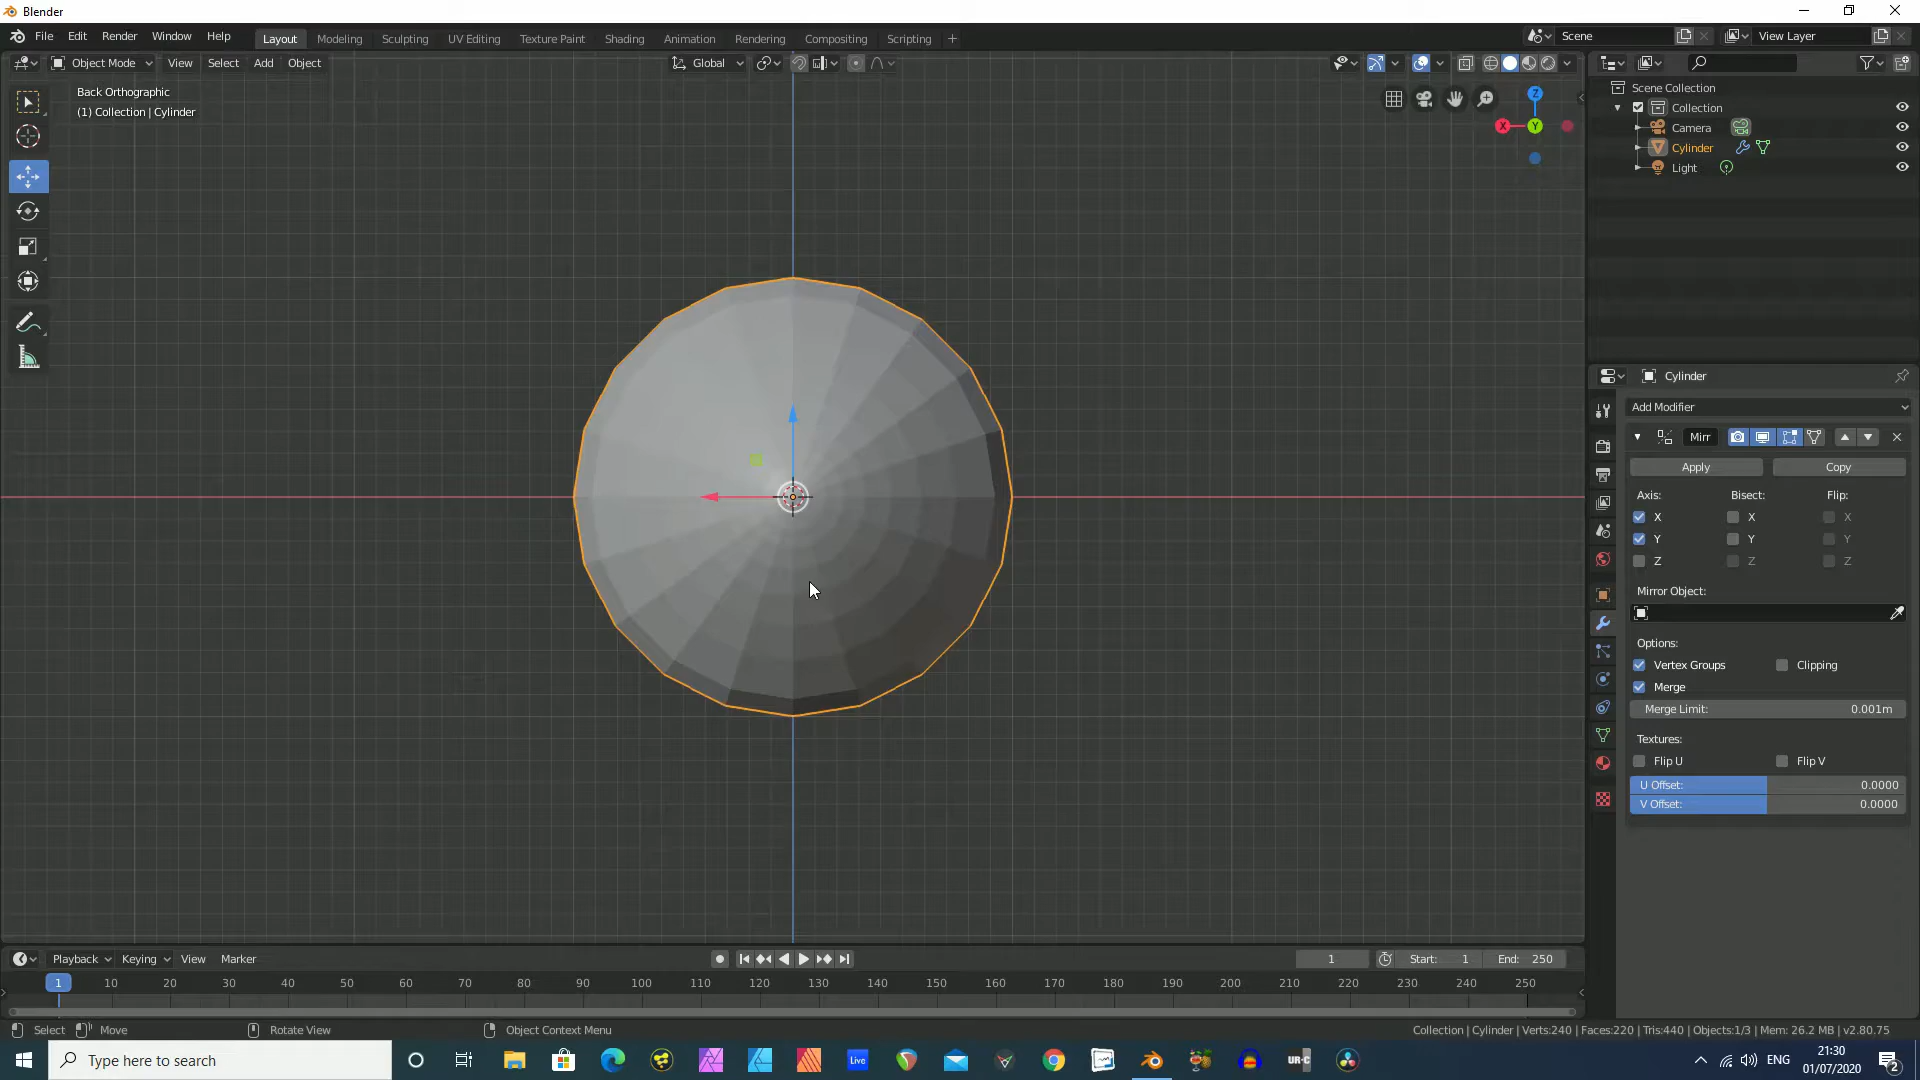 Blender
File Edit Render Window Help
Layout Modeling Sculpting UV Editing Texture Paint Shading Animation Rendering Compositing Scripting +
Scene
View Layer
Object Mode View Select Add Object
Global
Back Orthographic
(1) Collection | Cylinder
Z
X
Y
Scene Collection
Collection
Camera
Cylinder
Light
Cylinder
Add Modifier
Mirr
Apply Copy
Axis: Bisect: Flip:
X X X
Y Y Y
Z Z Z
Mirror Object:
Options:
Vertex Groups Clipping
Merge
Merge Limit: 0.001m
Textures:
Flip U Flip V
U Offset: 0.0000
V Offset: 0.0000
Playback Keying View Marker
1 Start: 1 End: 250
1 10 20 30 40 50 60 70 80 90 100 110 120 130 140 150 160 170 180 190 200 210 220 230 240 250
Select Move Rotate View Object Context Menu
Collection | Cylinder | Verts:240 | Faces:220 | Tris:440 | Objects:1/3 | Mem: 26.2 MB | v2.80.75
Type here to search
Live
UR-C
ENG
21:30
01/07/2020
2